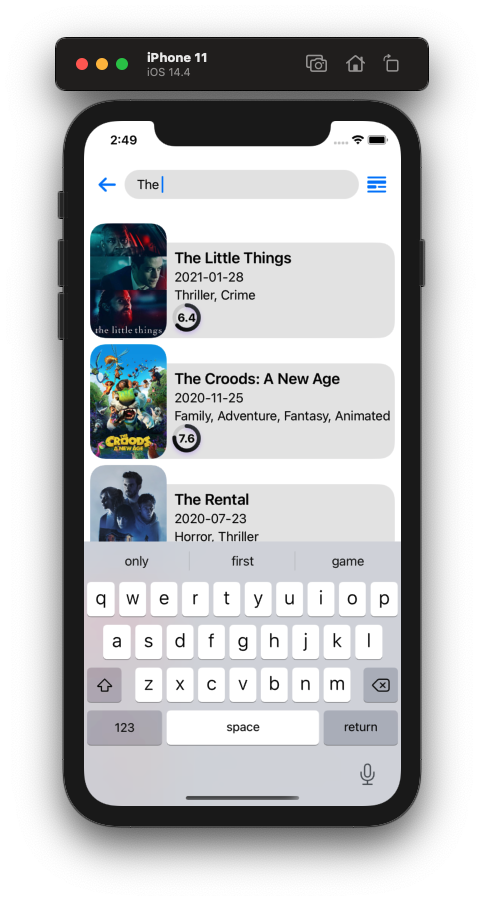 iPhone 11
iOS 14.4
2:49
The
The Little Things
2021-01-28
Thriller, Crime
6.4
the little things
The Croods: A New Age
2020-11-25
Family, Adventure, Fantasy, Animated
7.6
THE
CROODS
A NEW AGE
The Rental
2020-07-23
Horror, Thriller
only first game
q w e r t y u i o p
a s d f g h j k l
z x c v b n m
123 space return